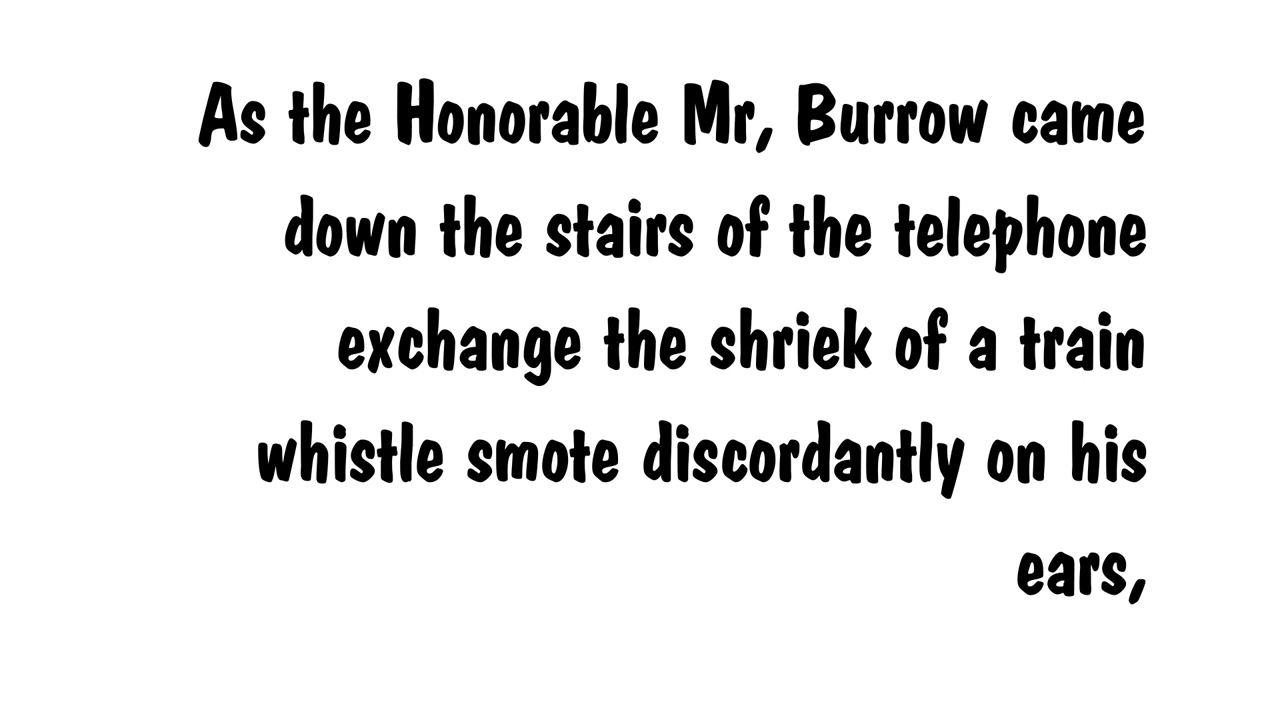 As the Honorable Mr, Burrow came
down the stairs of the telephone
exchange the shriek of a train
whistle smote discordantly on his
ears,